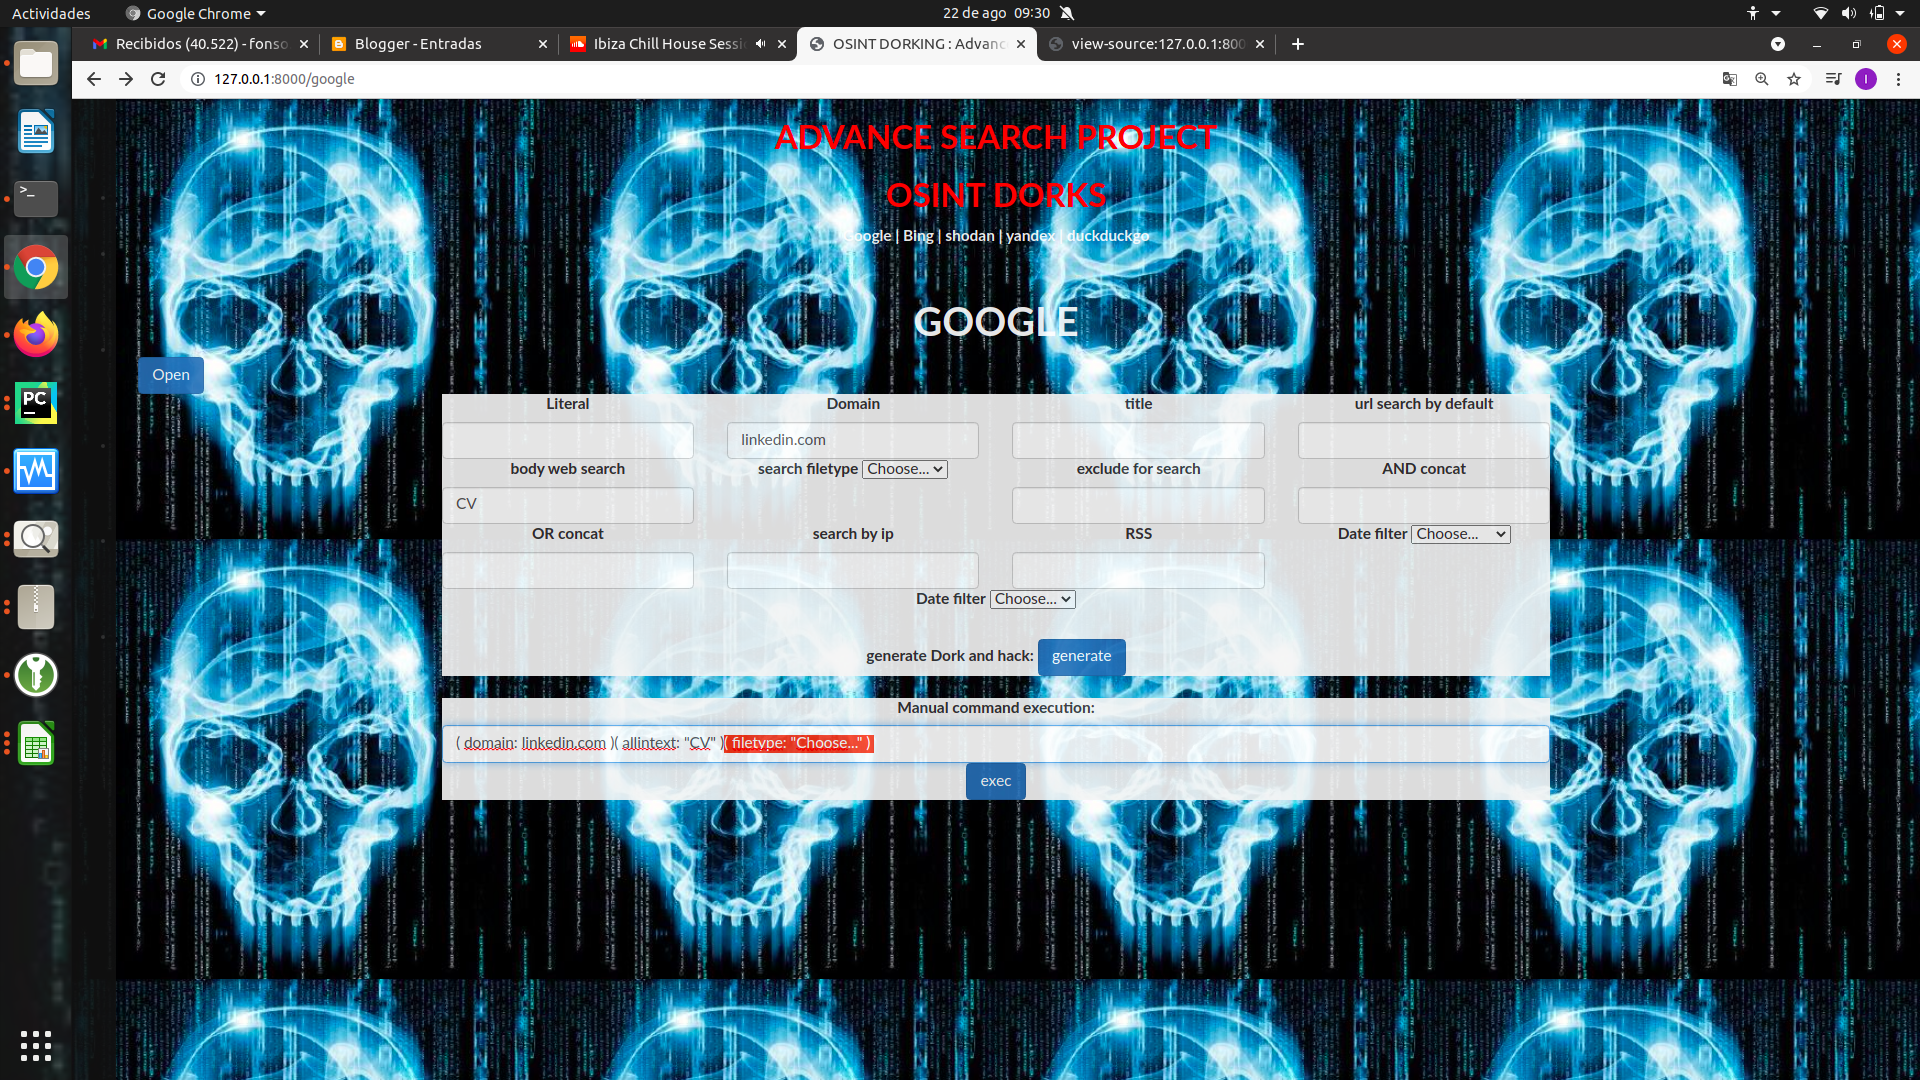 Actividades
Google Chrome
22 de ago 09:30
Recibidos (40.522) - fonso
Blogger - Entradas
Ibiza Chill House Sessi
OSINT DORKING : Advanc
view-source:127.0.0.1:800
127.0.0.1:8000/google
I
>_
PC
ADVANCE SEARCH PROJECT
OSINT DORKS
Google | Bing | shodan | yandex | duckduckgo
GOOGLE
Open
Literal
Domain
title
url search by default
linkedin.com
body web search
search filetype Choose...
exclude for search
AND concat
CV
OR concat
search by ip
RSS
Date filter Choose...
Date filter Choose...
generate Dork and hack: generate
Manual command execution:
( domain: linkedin.com )( allintext: "CV" )( filetype: "Choose..." )
exec